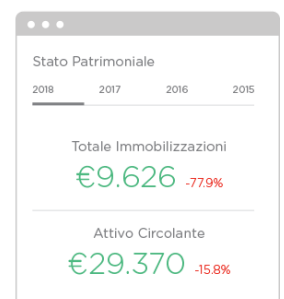 Stato Patrimoniale
2018 2017 2016 2015
Totale Immobilizzazioni
€9.626 -77.9%
Attivo Circolante
€29.370 -15.8%